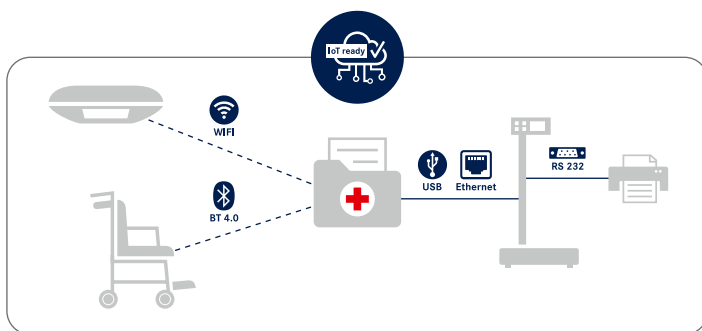 IoT ready
WIFI
BT 4.0
USB
Ethernet
RS 232